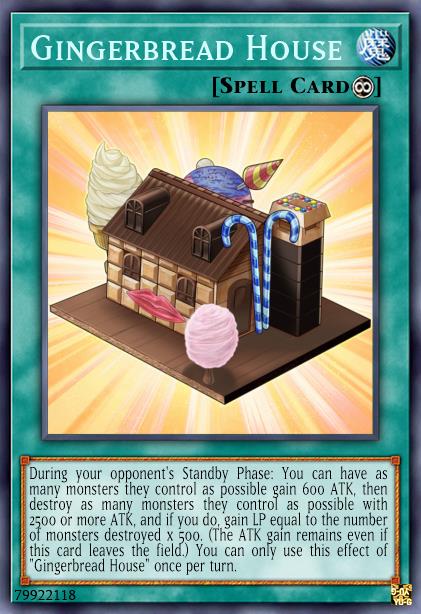 GINGERBREAD HOUSE
魔
[SPELL CARD]
During your opponent's Standby Phase: You can have as
many monsters they control as possible gain 600 ATK, then
destroy as many monsters they control as possible with
2500 or more ATK, and if you do, gain LP equal to the number
of monsters destroyed x 500. (The ATK gain remains even if
this card leaves the field.) You can only use this effect of
"Gingerbread House" once per turn.
79922118